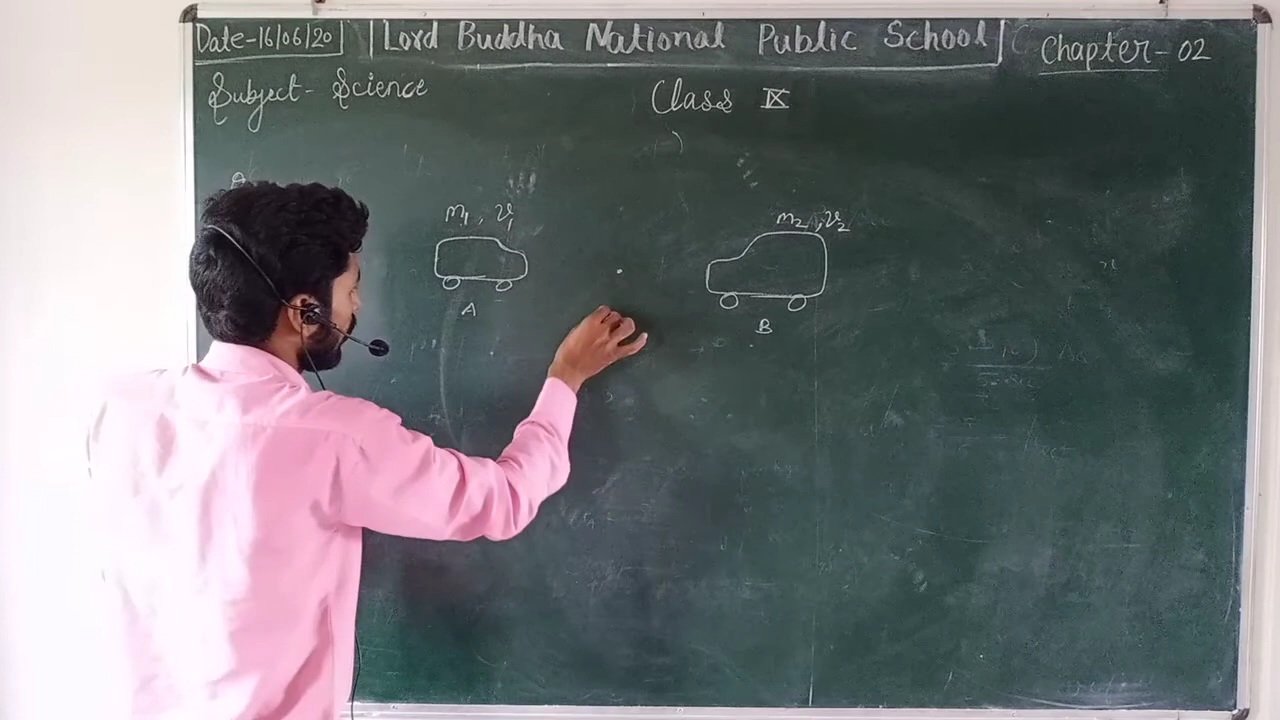 Date-16/06/20 Lord Buddha National Public School Chapter-02
Subject- Science Class IX
m₁, v₁ m₂, v₂
A B